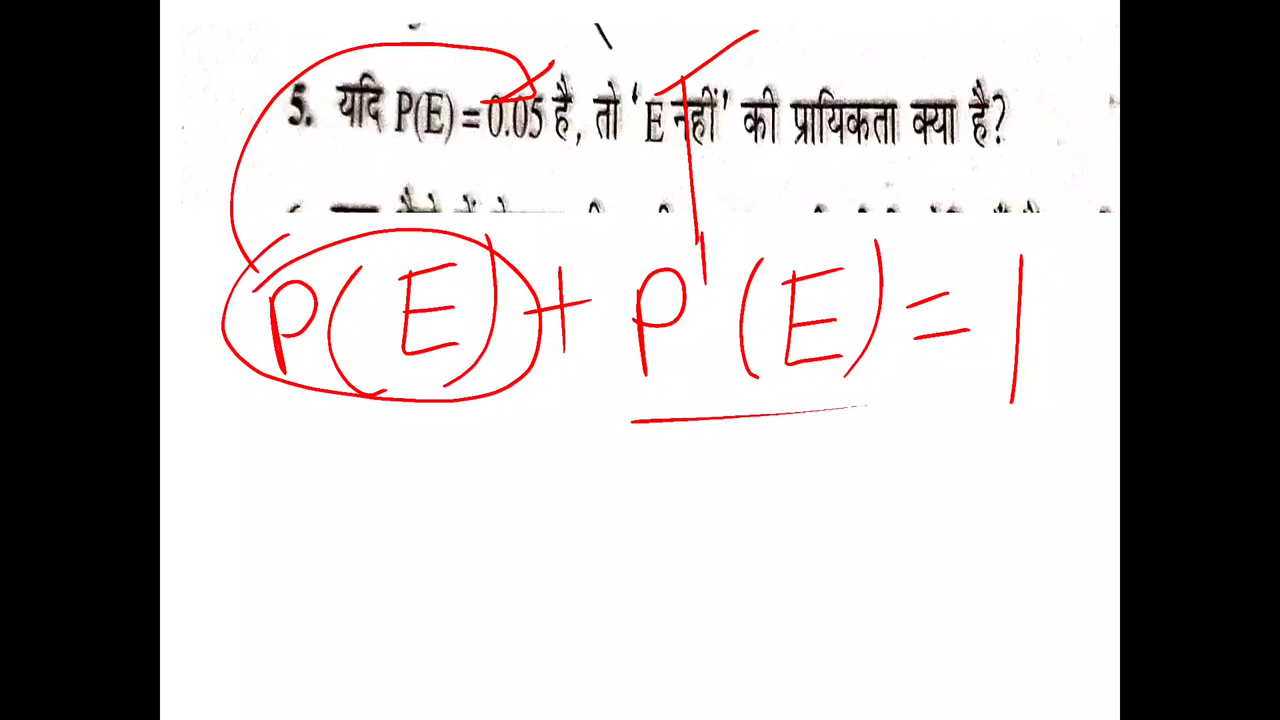 5. यदि P(E) = 0.05 है, तो ‘E नहीं’ की प्रायिकता क्या है?
P(E) + P'(E) = 1